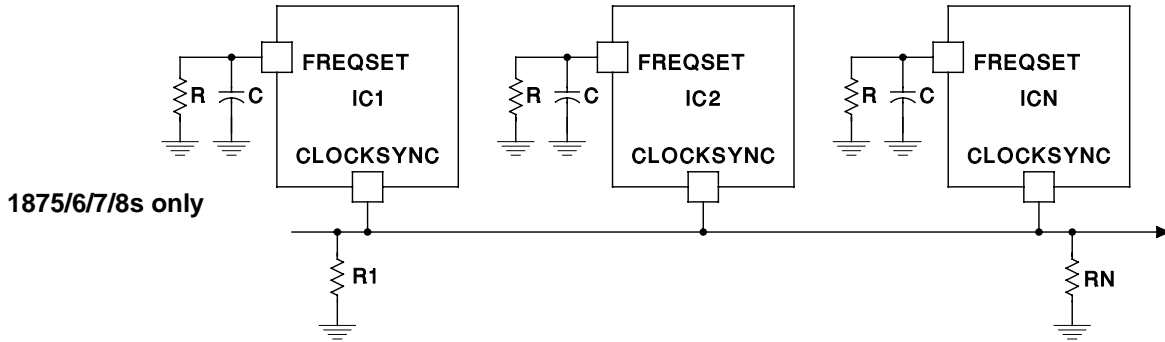 FREQSET
IC1
CLOCKSYNC
R
C
FREQSET
IC2
CLOCKSYNC
R
C
FREQSET
ICN
CLOCKSYNC
R
C
1875/6/7/8s only
R1
RN